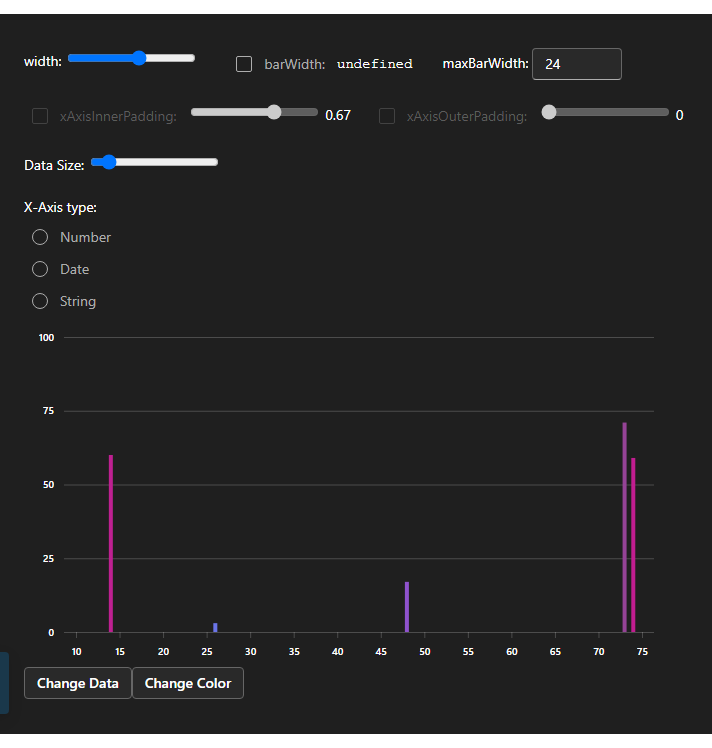 width: barWidth: undefined maxBarWidth: 24
xAxisInnerPadding: 0.67 xAxisOuterPadding: 0
Data Size:
X-Axis type:
Number
Date
String
100
75
50
25
0
10 15 20 25 30 35 40 45 50 55 60 65 70 75
Change Data Change Color